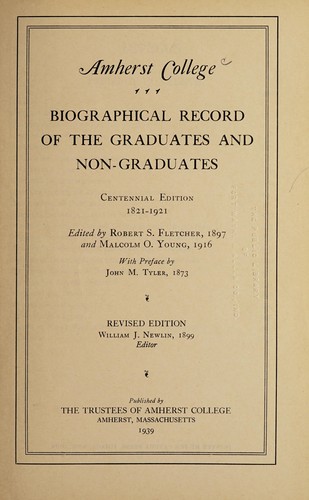 Amherst College
BIOGRAPHICAL RECORD
OF THE GRADUATES AND
NON-GRADUATES
CENTENNIAL EDITION
1821-1921
Edited by ROBERT S. FLETCHER, 1897
and MALCOLM O. YOUNG, 1916
With Preface by
JOHN M. TYLER, 1873
REVISED EDITION
WILLIAM J. NEWLIN, 1899
Editor
Published by
THE TRUSTEES OF AMHERST COLLEGE
AMHERST, MASSACHUSETTS
1939